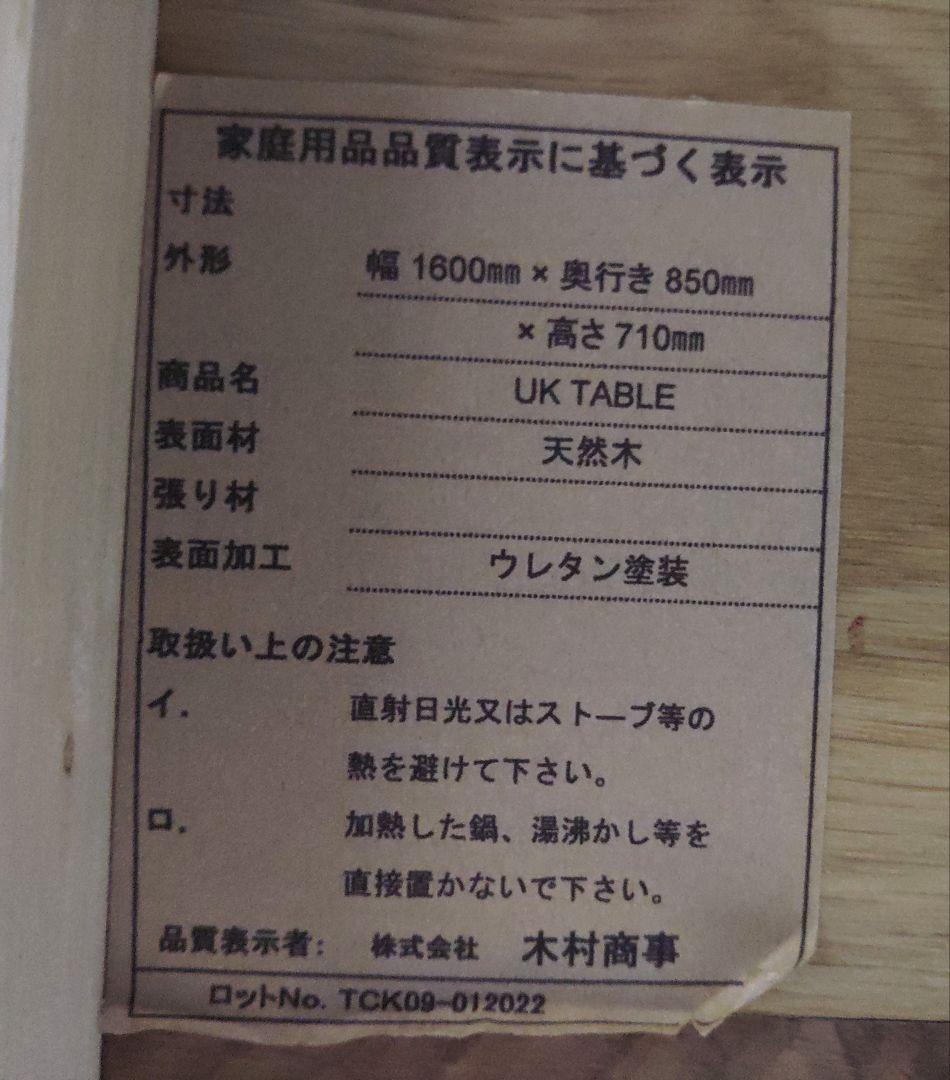 家庭用品品質表示に基づく表示
寸法
外形 幅 1600㎜ × 奥行き 850㎜
× 高さ 710㎜
商品名 UK TABLE
表面材 天然木
張り材
表面加工 ウレタン塗装
取扱い上の注意
イ. 直射日光又はストーブ等の
熱を避けて下さい。
ロ. 加熱した鍋、湯沸かし等を
直接置かないで下さい。
品質表示者: 株式会社 木村商事
ロットNo. TCK09-012022